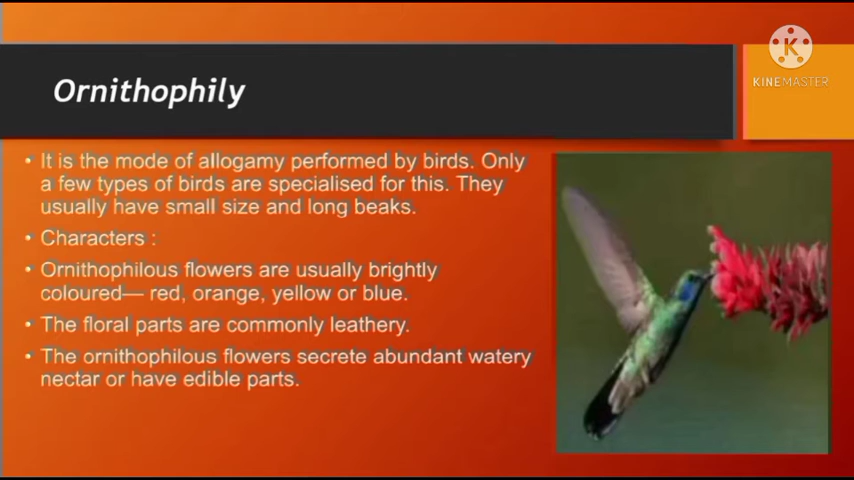 K
KINEMASTER
Ornithophily
• It is the mode of allogamy performed by birds. Only
a few types of birds are specialised for this. They
usually have small size and long beaks.
• Characters :
• Ornithophilous flowers are usually brightly
coloured— red, orange, yellow or blue.
• The floral parts are commonly leathery.
• The ornithophilous flowers secrete abundant watery
nectar or have edible parts.